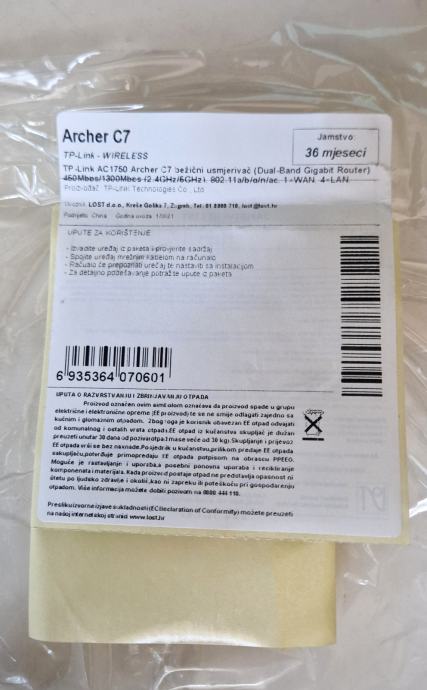 Archer C7
Jamstvo:
36 mjeseci
TP-Link - WIRELESS
TP-Link AC1750 Archer C7 bežični usmjerivač (Dual-Band Gigabit Router)
450Mbps/1300Mbps (2.4GHz/5GHz), 802.11a/b/g/n/ac, 1×WAN, 4×LAN
Proizvođač: TP-Link Technologies Co., Ltd
Uvoznik: LOST d.o.o., Kreše Golika 7, Zagreb, Tel: 01 lost@lost.hr
Podrijetlo: China Godina uvoza:
UPUTE ZA KORIŠTENJE
- Izvadite uređaj iz paketa i provjerite sadržaj
- Spojite uređaj mrežnim kabelom na računalo
- Računalo će prepoznati uređaj te nastaviti sa instalacijom
- Za detaljno podešavanje potražite upute iz paketa
6 935364 070601
UPUTA O RAZVRSTAVANJU I ZBRINJAVANJU OTPADA
Proizvod označen ovim simbolom označava da proizvod spada u grupu
električne i elektronične opreme (EE proizvod) te se ne smije odlagati zajedno sa
kućnim i glomaznim otpadom. Zbog toga je korisnik obavezan EE otpad odvajati
od komunalnog i ostalih vrsta otpada. EE otpad iz kućanstva skupljač je dužan
preuzeti unutar 30 dana od poziva (otpad mase veće od 30 kg). Skupljanje i prijevoz
EE otpada vrši se bez naknade. Posjednik u kućanstvu, prilikom predaje EE otpada
sakupljaču, potvrđuje primopredaju EE otpada potpisom na obrascu PPEEO.
Moguće je rastavljanje i uporaba, a posebni ponovna uporaba i recikliranje
komponenata i materijala. Kada proizvod postaje otpad ne predstavlja opasnost ni
štetu po ljudsko zdravlje i okoliš, kao ni zapreku ili poteškoću pri gospodarenju
otpadom. Više informacija možete dobiti pozivom na 0800 444 110.
Presliku izvorne izjave sukladnosti (EC Declaration of Conformity) možete preuzeti
na našoj internetskoj stranici www.lost.hr